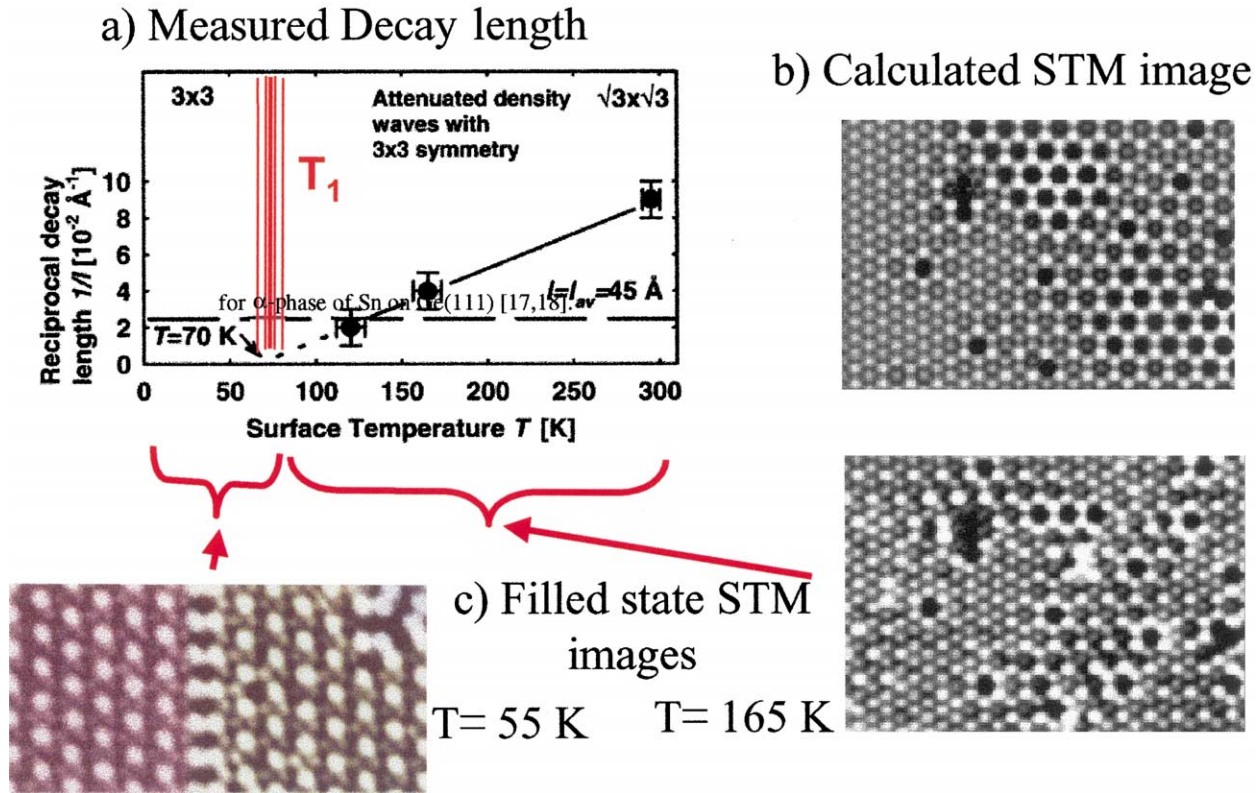 a) Measured Decay length
b) Calculated STM image
3x3
Attenuated density
waves with
3x3 symmetry
√3x√3
T1
Reciprocal decay
length 1/l [10-2 Å-1]
10
8
6
4
2
0
l=lav=45 Å
for α-phase of Sn on Ge(111) [17,18].
T=70 K
0 50 100 150 200 250 300
Surface Temperature T [K]
c) Filled state STM
images
T= 55 K
T= 165 K